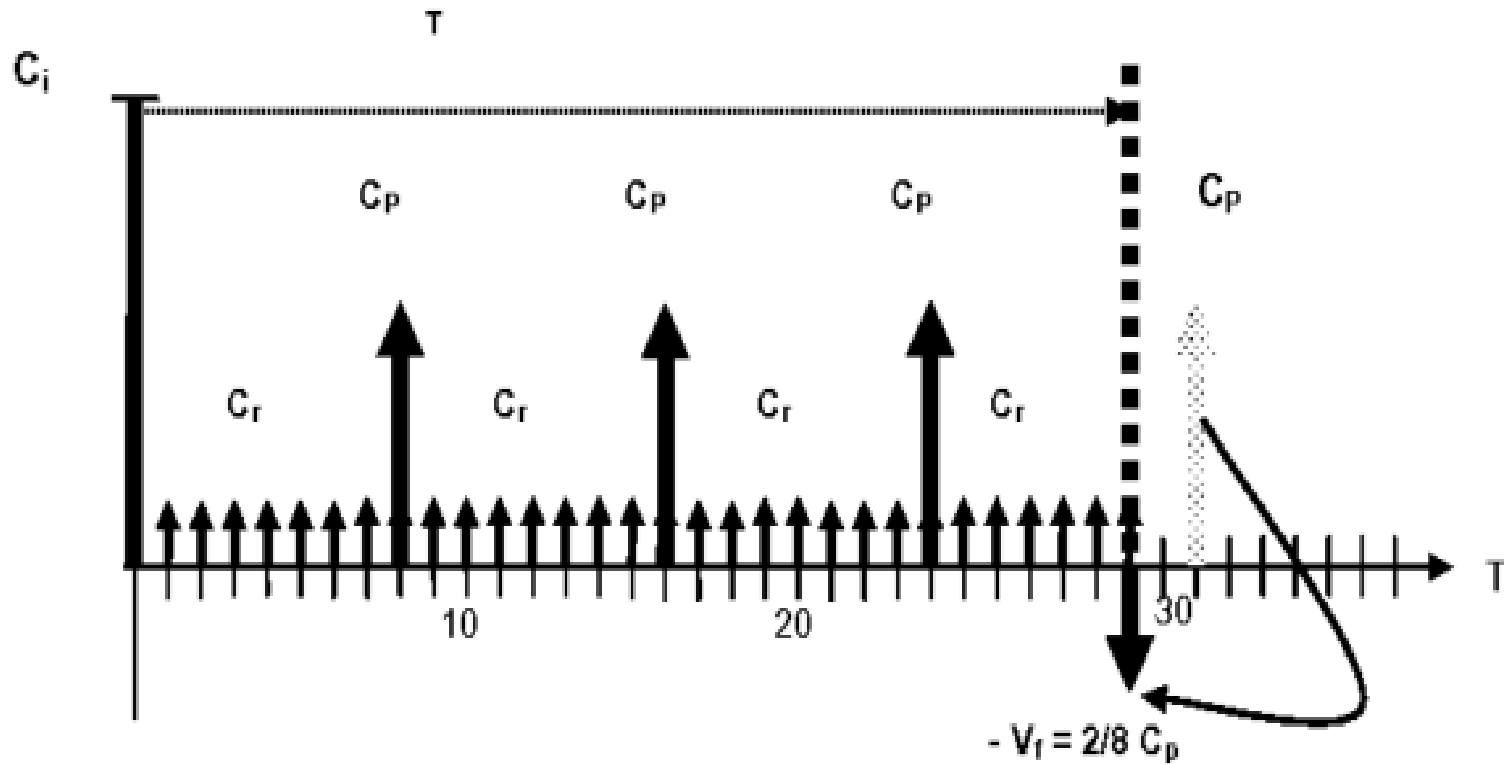 T
Ci
CP CP CP Cp
Cr Cr Cr Cr
T
10 20 30
- Vf = 2/8 Cp